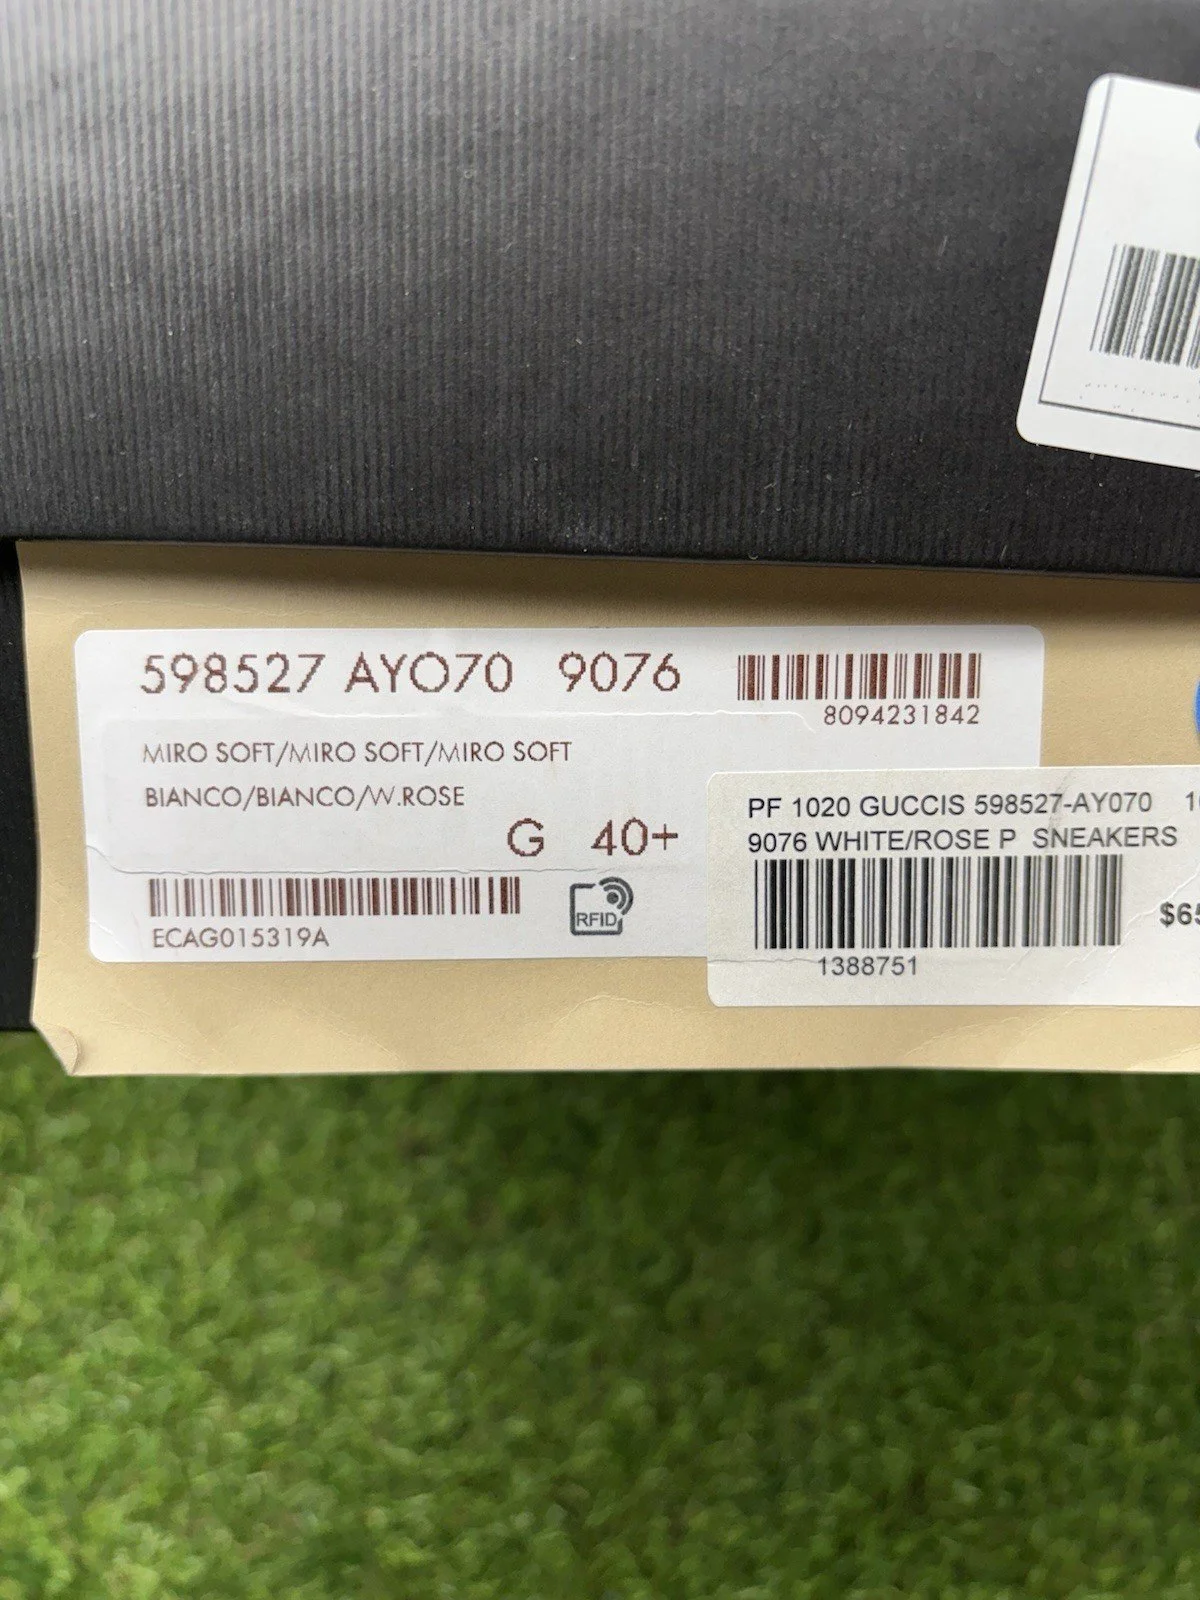 598527 AYO70 9076
8094231842
MIRO SOFT/MIRO SOFT/MIRO SOFT
BIANCO/BIANCO/W.ROSE
G 40+
ECAG015319A
RFID
PF 1020 GUCCIS 598527-AY070
9076 WHITE/ROSE P SNEAKERS
1388751